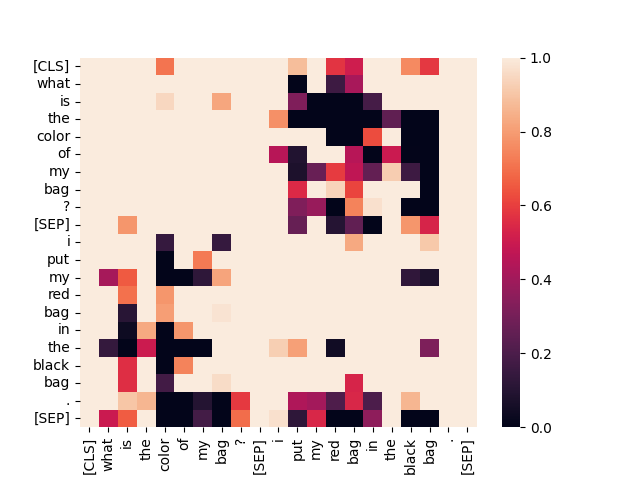 [CLS]
what
is
the
color
of
my
bag
?
[SEP]
i
put
my
red
bag
in
the
black
bag
.
[SEP]
[CLS]
what
is
the
color
of
my
bag
?
[SEP]
i
put
my
red
bag
in
the
black
bag
.
[SEP]
1.0
0.8
0.6
0.4
0.2
0.0